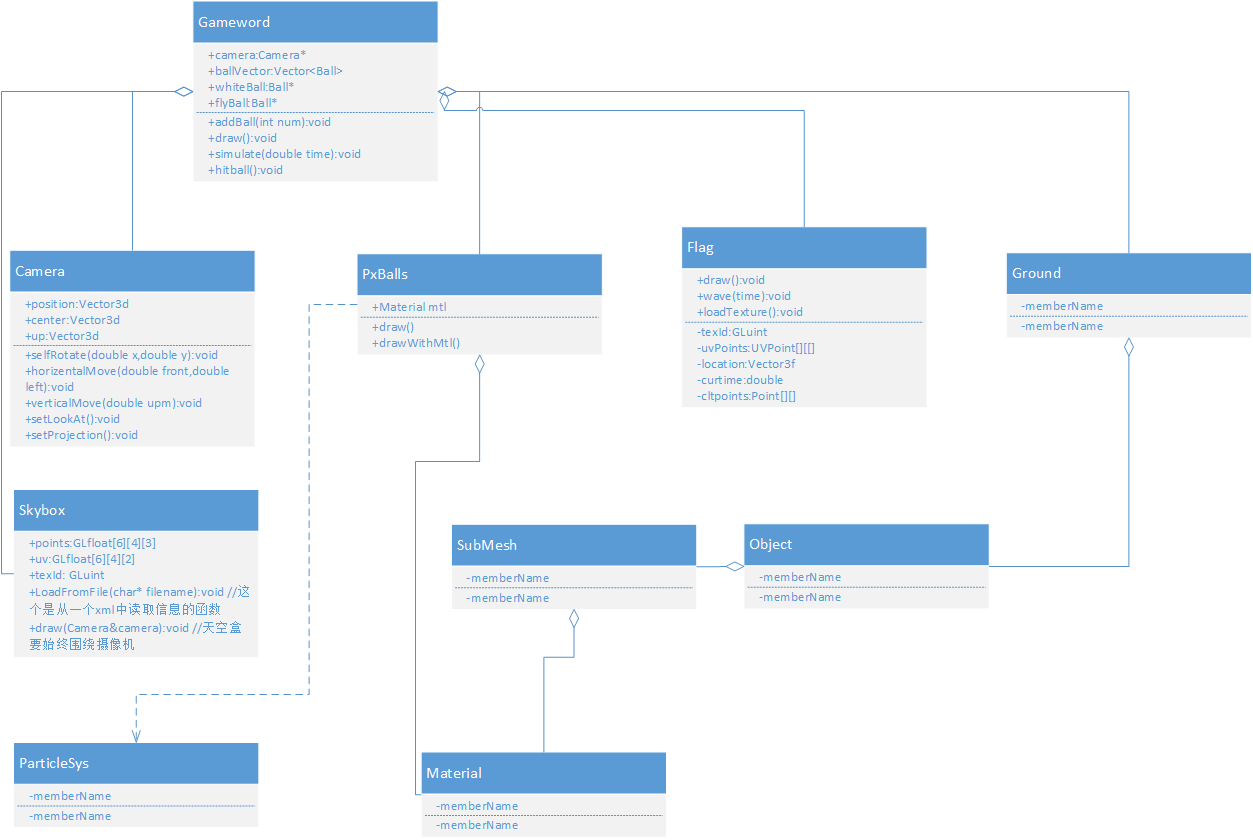 Gameword
+camera:Camera*
+ballVector:Vector<Ball>
+whiteBall:Ball*
+flyBall:Ball*
+addBall(int num):void
+draw():void
+simulate(double time):void
+hitball():void
Camera
+position:Vector3d
+center:Vector3d
+up:Vector3d
+selfRotate(double x,double y):void
+horizentalMove(double front,double
left):void
+verticalMove(double upm):void
+setLookAt():void
+setProjection():void
PxBalls
+Material mtl
+draw()
+drawWithMtl()
Flag
+draw():void
+wave(time):void
+loadTexture():void
-texId:GLuint
-uvPoints:UVPoint[][]
-location:Vector3f
-curtime:double
-cltpoints:Point[][]
Ground
-memberName
-memberName
Skybox
+points:GLfloat[6][4][3]
+uv:GLfloat[6][4][2]
+texId: GLuint
+LoadFromFile(char* filename):void //这
个是从一个xml中读取信息的函数
+draw(Camera&camera):void //天空盒
要始终围绕摄像机
SubMesh
-memberName
-memberName
Object
-memberName
-memberName
ParticleSys
-memberName
-memberName
Material
-memberName
-memberName